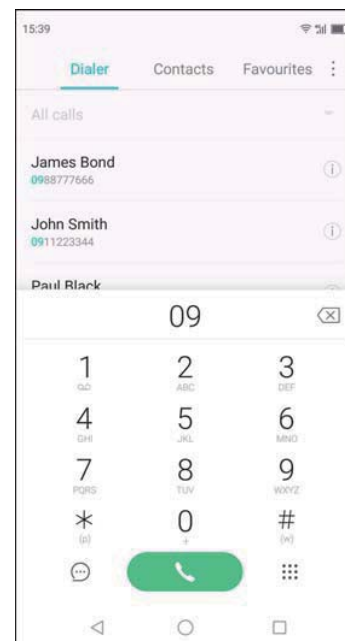 15:39
Dialer Contacts Favourites
All calls
James Bond
0988777666
John Smith
0911223344
Paul Black
09
1 2 3
ABC DEF
4 5 6
GHI JKL MNO
7 8 9
PQRS TUV WXYZ
* 0 #
(p) + (w)